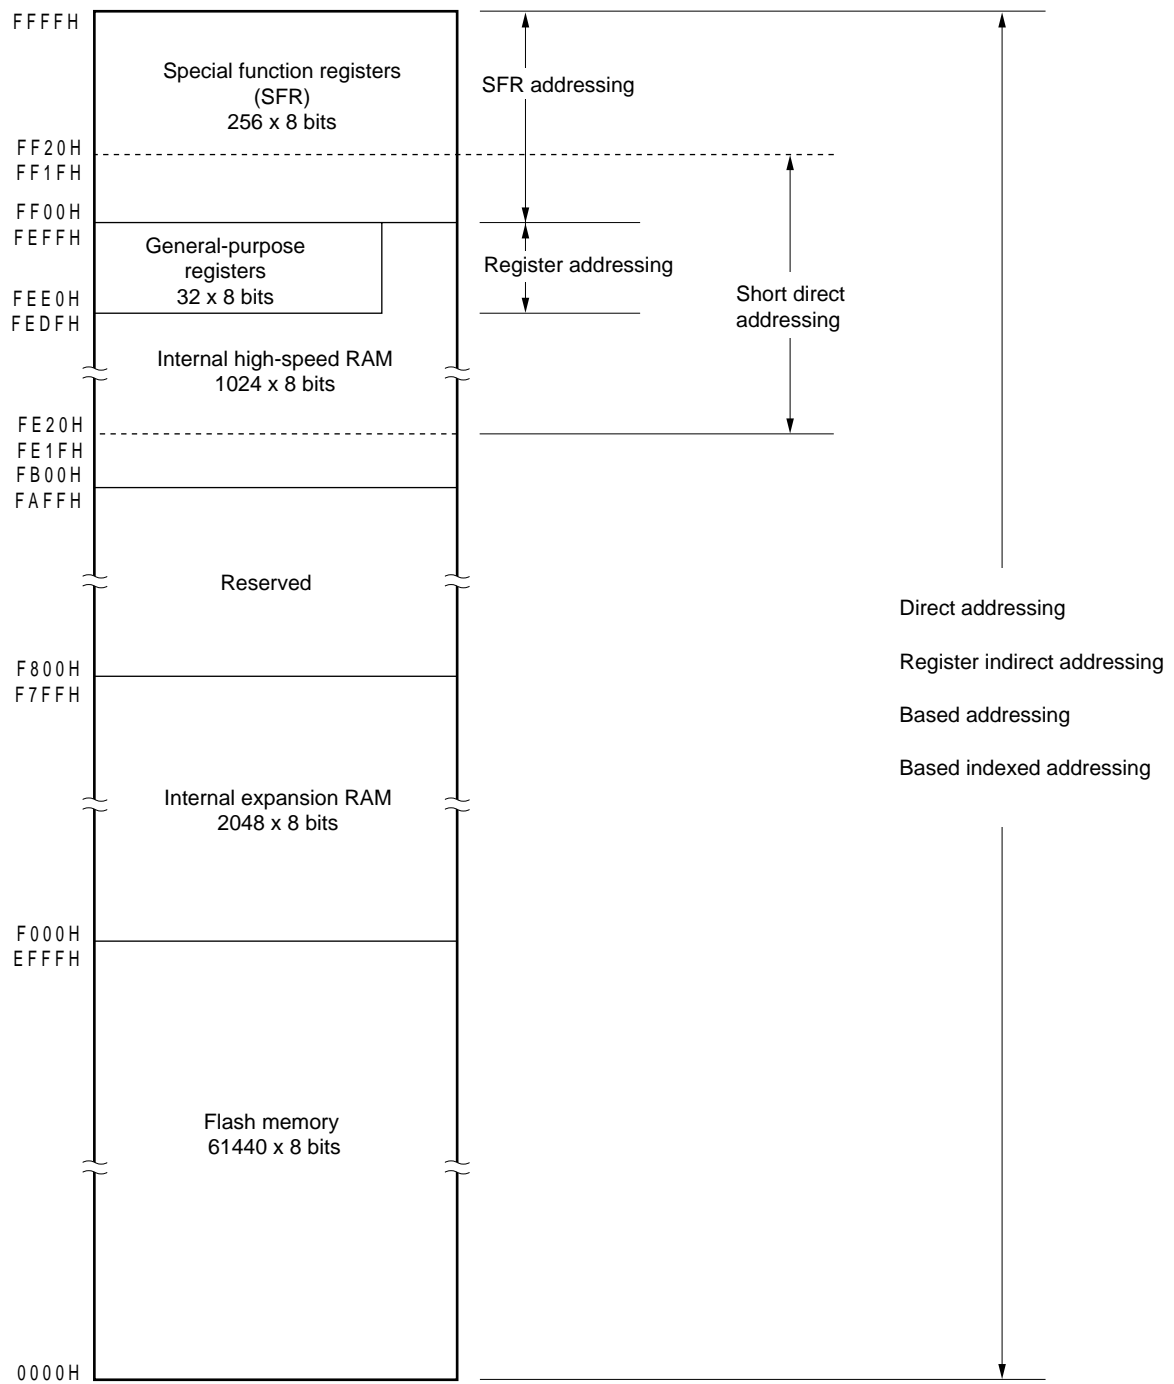 FFFFH
Special function registers
(SFR)
256 x 8 bits
SFR addressing
FF20H
FF1FH
FF00H
FEFFH
General-purpose
registers
32 x 8 bits
Register addressing
FEE0H
FEDFH
Short direct
addressing
Internal high-speed RAM
1024 x 8 bits
FE20H
FE1FH
FB00H
FAFFH
Reserved
Direct addressing
Register indirect addressing
Based addressing
Based indexed addressing
F800H
F7FFH
Internal expansion RAM
2048 x 8 bits
F000H
EFFFH
Flash memory
61440 x 8 bits
0000H